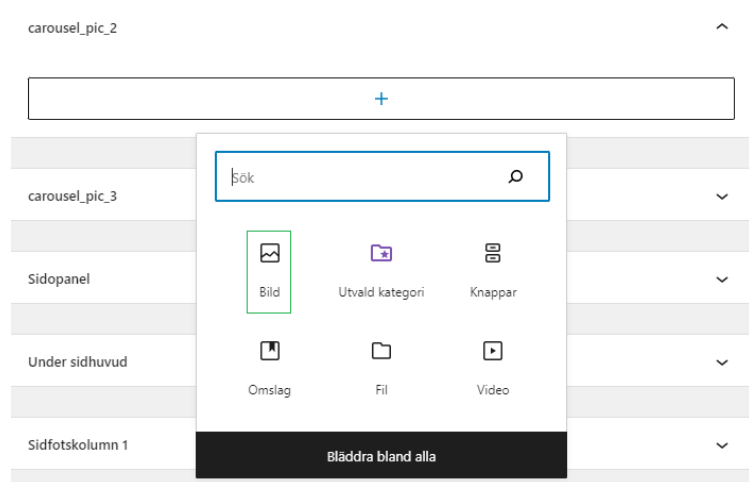 carousel_pic_2
Sök
carousel_pic_3
Bild
Utvald kategori
Knappar
Sidopanel
Under sidhuvud
Omslag
Fil
Video
Sidfotskolumn 1
Bläddra bland alla